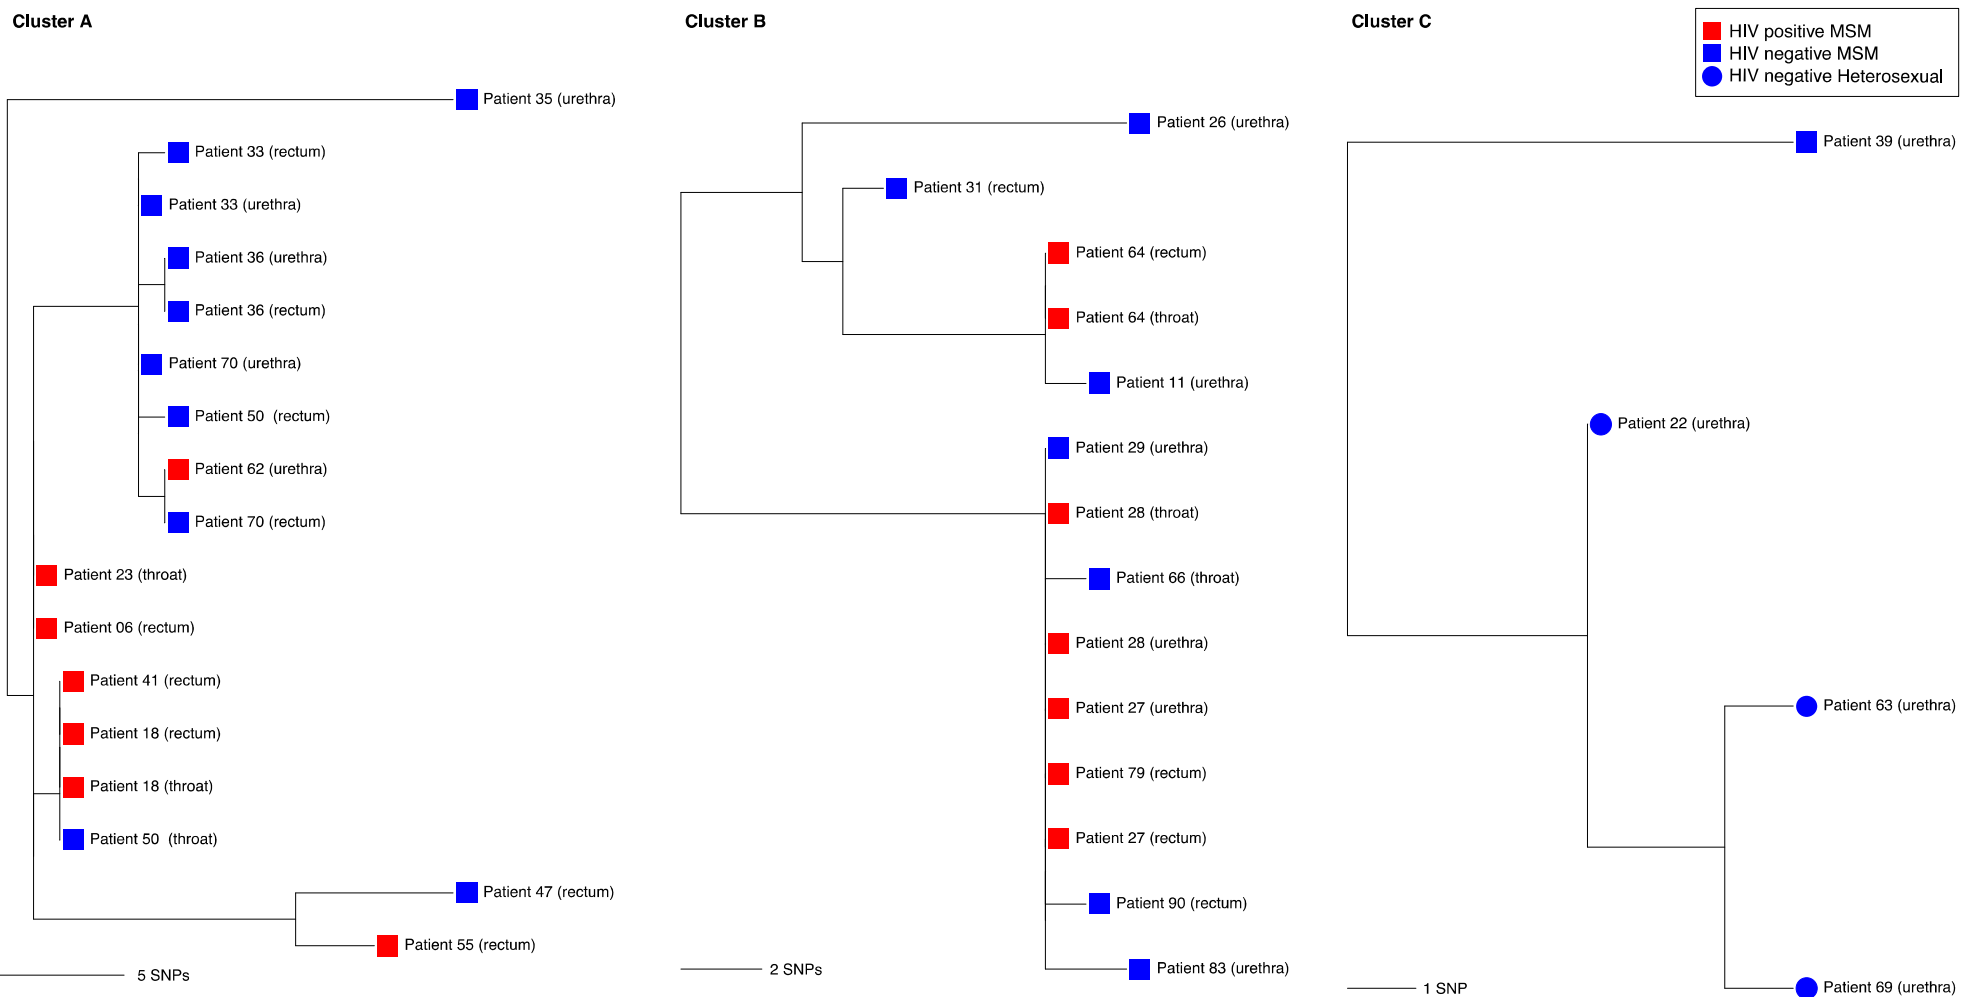 Cluster A
Patient 35 (urethra)
Patient 33 (rectum)
Patient 33 (urethra)
Patient 36 (urethra)
Patient 36 (rectum)
Patient 70 (urethra)
Patient 50 (rectum)
Patient 62 (urethra)
Patient 70 (rectum)
Patient 23 (throat)
Patient 06 (rectum)
Patient 41 (rectum)
Patient 18 (rectum)
Patient 18 (throat)
Patient 50 (throat)
Patient 47 (rectum)
Patient 55 (rectum)
5 SNPs
Cluster B
Patient 26 (urethra)
Patient 31 (rectum)
Patient 64 (rectum)
Patient 64 (throat)
Patient 11 (urethra)
Patient 29 (urethra)
Patient 28 (throat)
Patient 66 (throat)
Patient 28 (urethra)
Patient 27 (urethra)
Patient 79 (rectum)
Patient 27 (rectum)
Patient 90 (rectum)
Patient 83 (urethra)
2 SNPs
Cluster C
HIV positive MSM
HIV negative MSM
HIV negative Heterosexual
Patient 39 (urethra)
Patient 22 (urethra)
Patient 63 (urethra)
Patient 69 (urethra)
1 SNP